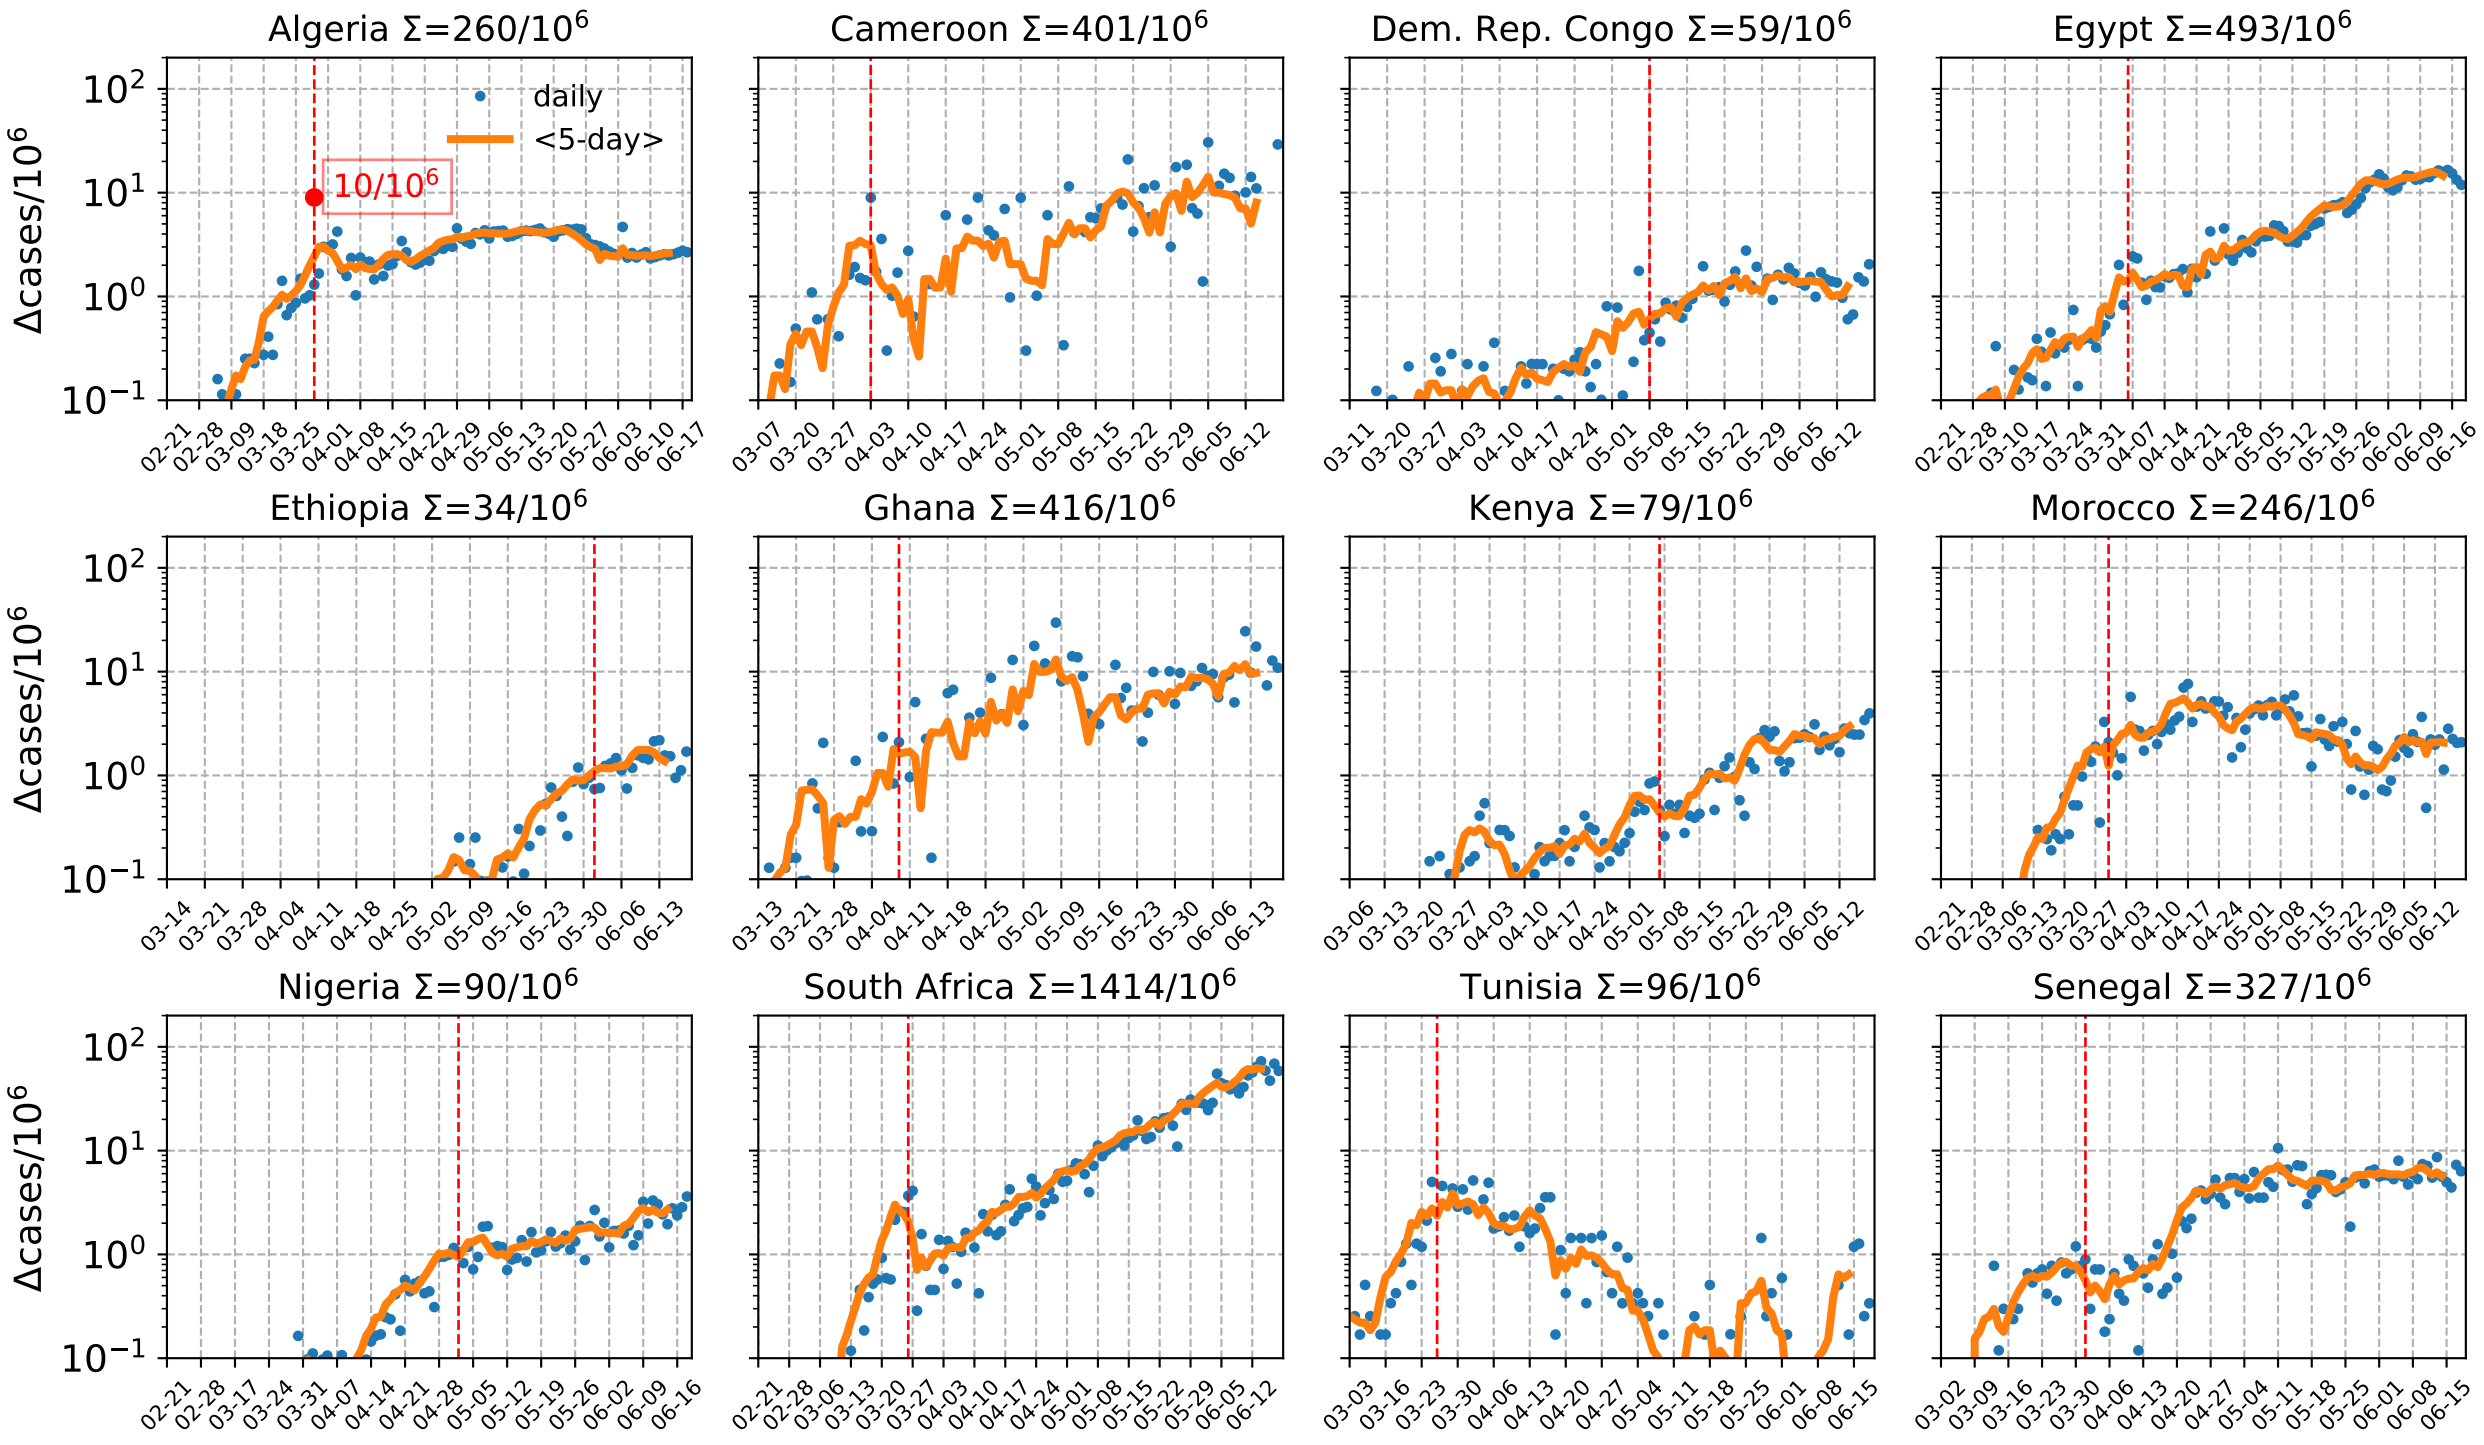 Algeria Σ=260/10⁶
Cameroon Σ=401/10⁶
Dem. Rep. Congo Σ=59/10⁶
Egypt Σ=493/10⁶
Δcases/10⁶
10²
10¹
10⁰
10⁻¹
daily
<5-day>
10/10⁶
02-21 02-28 03-09 03-18 03-25 04-01 04-08 04-15 04-22 04-29 05-06 05-13 05-20 05-27 06-03 06-10 06-17
03-07 03-20 03-27 04-03 04-10 04-17 04-24 05-01 05-08 05-15 05-22 05-29 06-05 06-12
03-11 03-20 03-27 04-03 04-10 04-17 04-24 05-01 05-08 05-15 05-22 05-29 06-05 06-12
02-21 02-28 03-10 03-17 03-24 03-31 04-07 04-14 04-21 04-28 05-05 05-12 05-19 05-26 06-02 06-09 06-16
Ethiopia Σ=34/10⁶
Ghana Σ=416/10⁶
Kenya Σ=79/10⁶
Morocco Σ=246/10⁶
Δcases/10⁶
10²
10¹
10⁰
10⁻¹
03-14 03-21 03-28 04-04 04-11 04-18 04-25 05-02 05-09 05-16 05-23 05-30 06-06 06-13
03-13 03-21 03-28 04-04 04-11 04-18 04-25 05-02 05-09 05-16 05-23 05-30 06-06 06-13
03-06 03-13 03-20 03-27 04-03 04-10 04-17 04-24 05-01 05-08 05-15 05-22 05-29 06-05 06-12
02-21 02-28 03-06 03-13 03-20 03-27 04-03 04-10 04-17 04-24 05-01 05-08 05-15 05-22 05-29 06-05 06-12
Nigeria Σ=90/10⁶
South Africa Σ=1414/10⁶
Tunisia Σ=96/10⁶
Senegal Σ=327/10⁶
Δcases/10⁶
10²
10¹
10⁰
10⁻¹
02-21 02-28 03-17 03-24 03-31 04-07 04-14 04-21 04-28 05-05 05-12 05-19 05-26 06-02 06-09 06-16
02-21 02-28 03-06 03-13 03-20 03-27 04-03 04-10 04-17 04-24 05-01 05-08 05-15 05-22 05-29 06-05 06-12
03-03 03-16 03-23 03-30 04-06 04-13 04-20 04-27 05-04 05-11 05-18 05-25 06-01 06-08 06-15
03-02 03-09 03-16 03-23 03-30 04-06 04-13 04-20 04-27 05-04 05-11 05-18 05-25 06-01 06-08 06-15